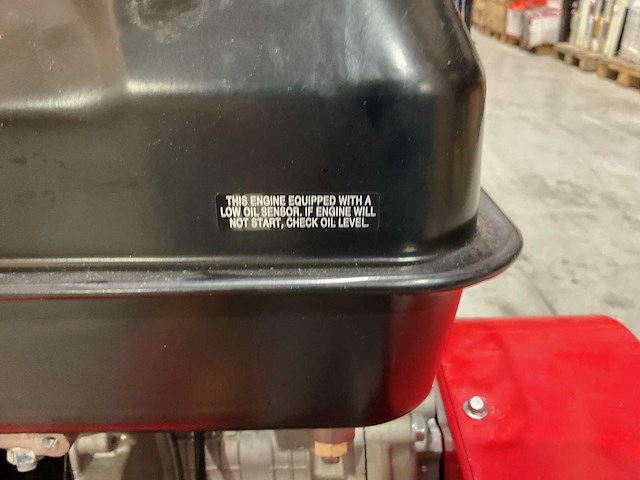 THIS ENGINE EQUIPPED WITH A
LOW OIL SENSOR. IF ENGINE WILL
NOT START, CHECK OIL LEVEL.